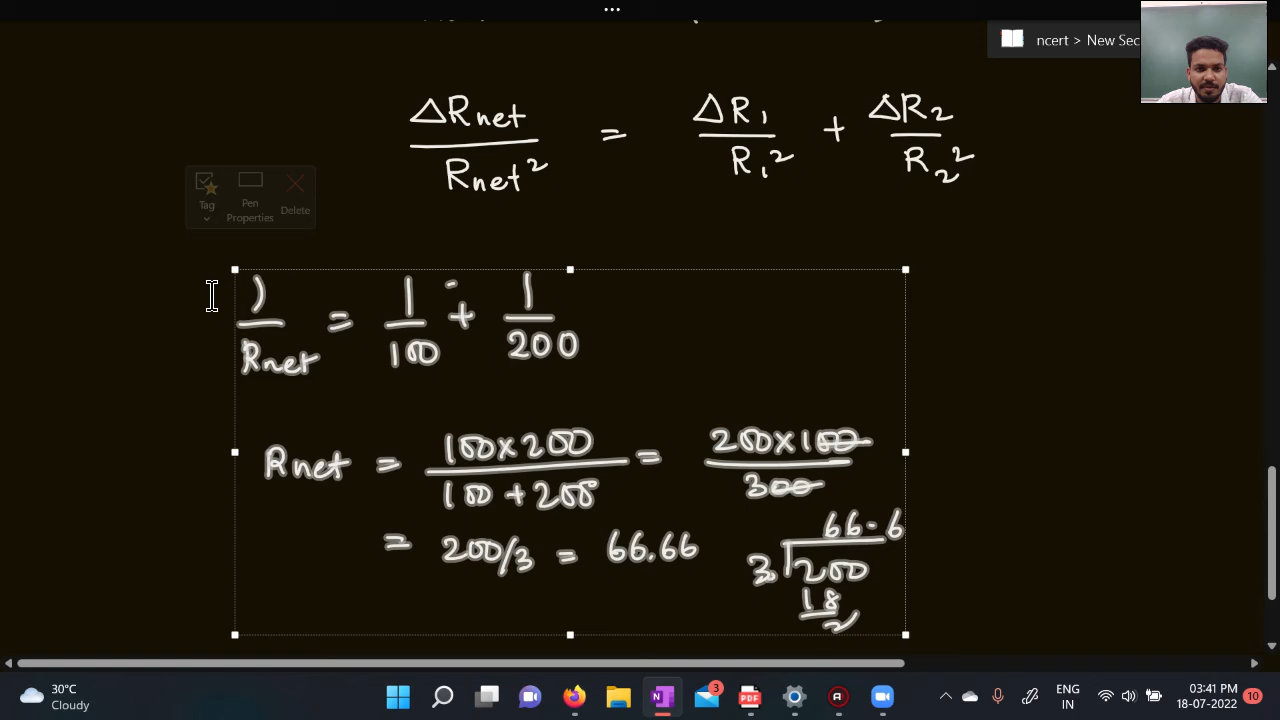 ncert > New Sec
ΔRnet / Rnet² = ΔR₁ / R₁² + ΔR₂ / R₂²
Tag
Pen
Properties
Delete
1/Rnet = 1/100 + 1/200
Rnet = 100×200 / 100+200 = 200×100 / 300
= 200/3 = 66.66
66.6
3 200
18
2
30°C
Cloudy
3
PDF
ENG
IN
03:41 PM
18-07-2022
10